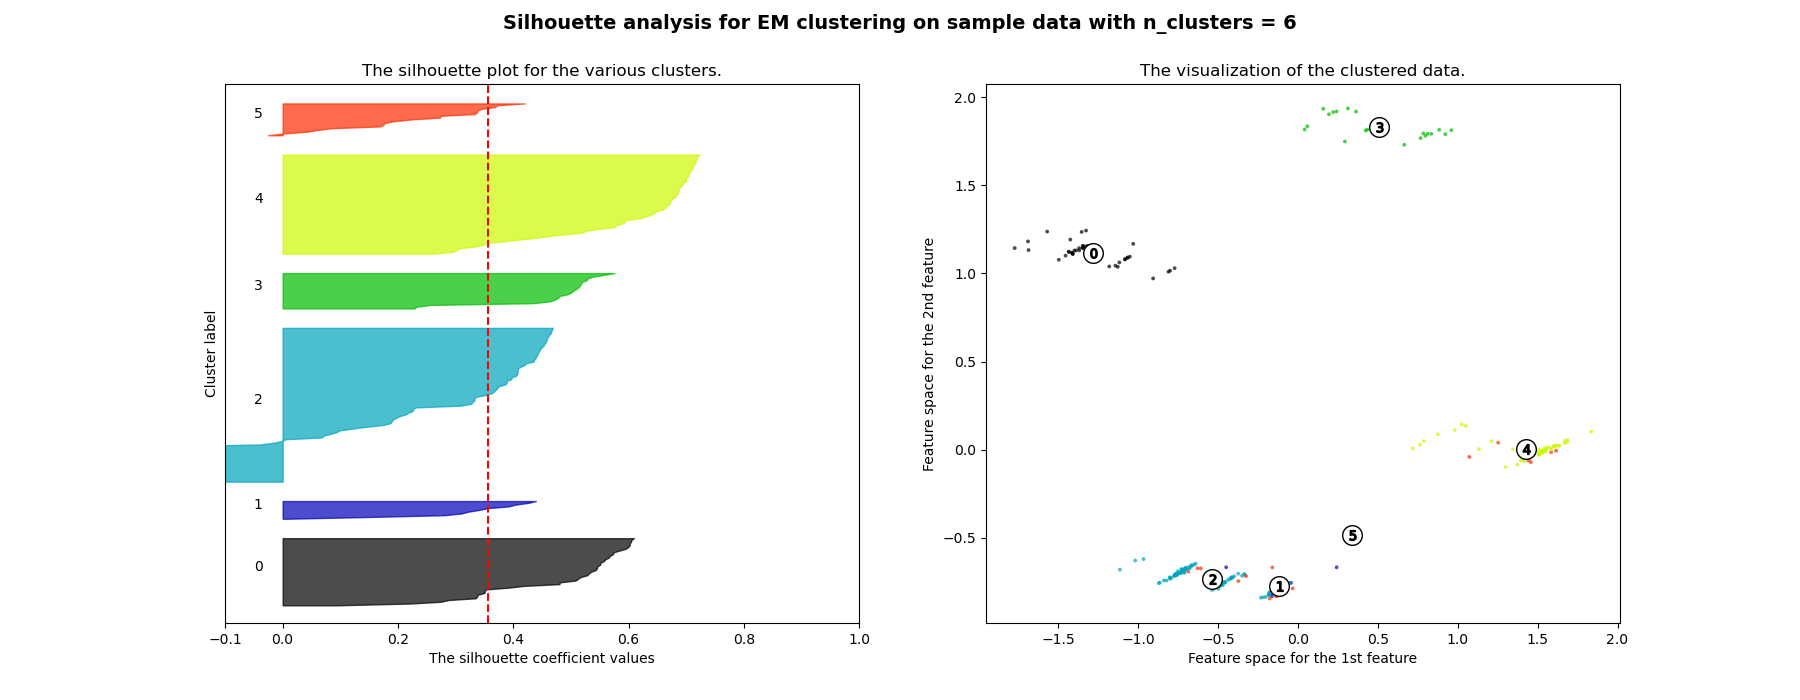 Silhouette analysis for EM clustering on sample data with n_clusters = 6
The silhouette plot for the various clusters.
Cluster label
5
4
3
2
1
0
−0.1 0.0 0.2 0.4 0.6 0.8 1.0
The silhouette coefficient values
The visualization of the clustered data.
Feature space for the 2nd feature
2.0
1.5
1.0
0.5
0.0
−0.5
3
0
4
5
2
1
−1.5 −1.0 −0.5 0.0 0.5 1.0 1.5 2.0
Feature space for the 1st feature